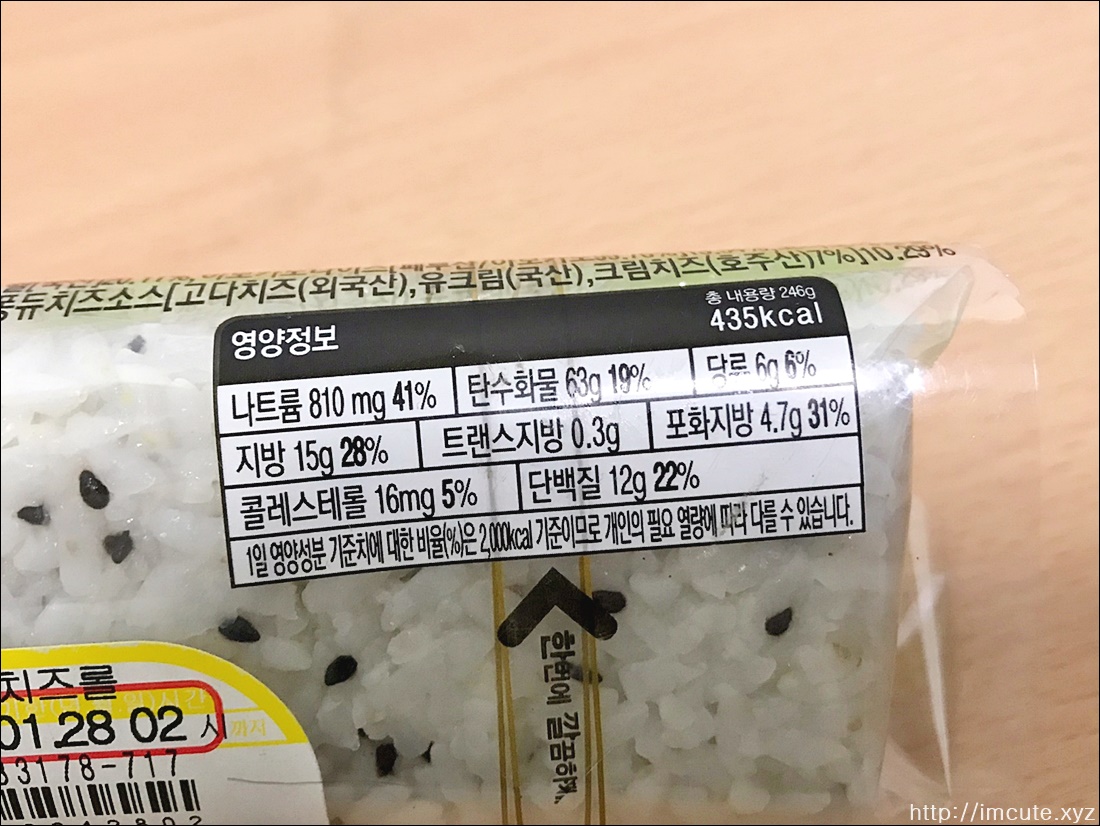 퐁듀치즈소스[고다치즈(외국산),유크림(국산),크림치즈(호주산)7%]10.29%
영양정보
총 내용량 246g
435kcal
나트륨 810 mg 41% 탄수화물 63g 19% 당류 6g 6%
지방 15g 28% 트랜스지방 0.3g 포화지방 4.7g 31%
콜레스테롤 16mg 5% 단백질 12g 22%
1일 영양성분 기준치에 대한 비율(%)은 2,000kcal 기준이므로 개인의 필요 열량에 따라 다를 수 있습니다.
한번에 깔끔하게..
치즈롤
01 28 02 시 까지
33178-717
http://imcute.xyz